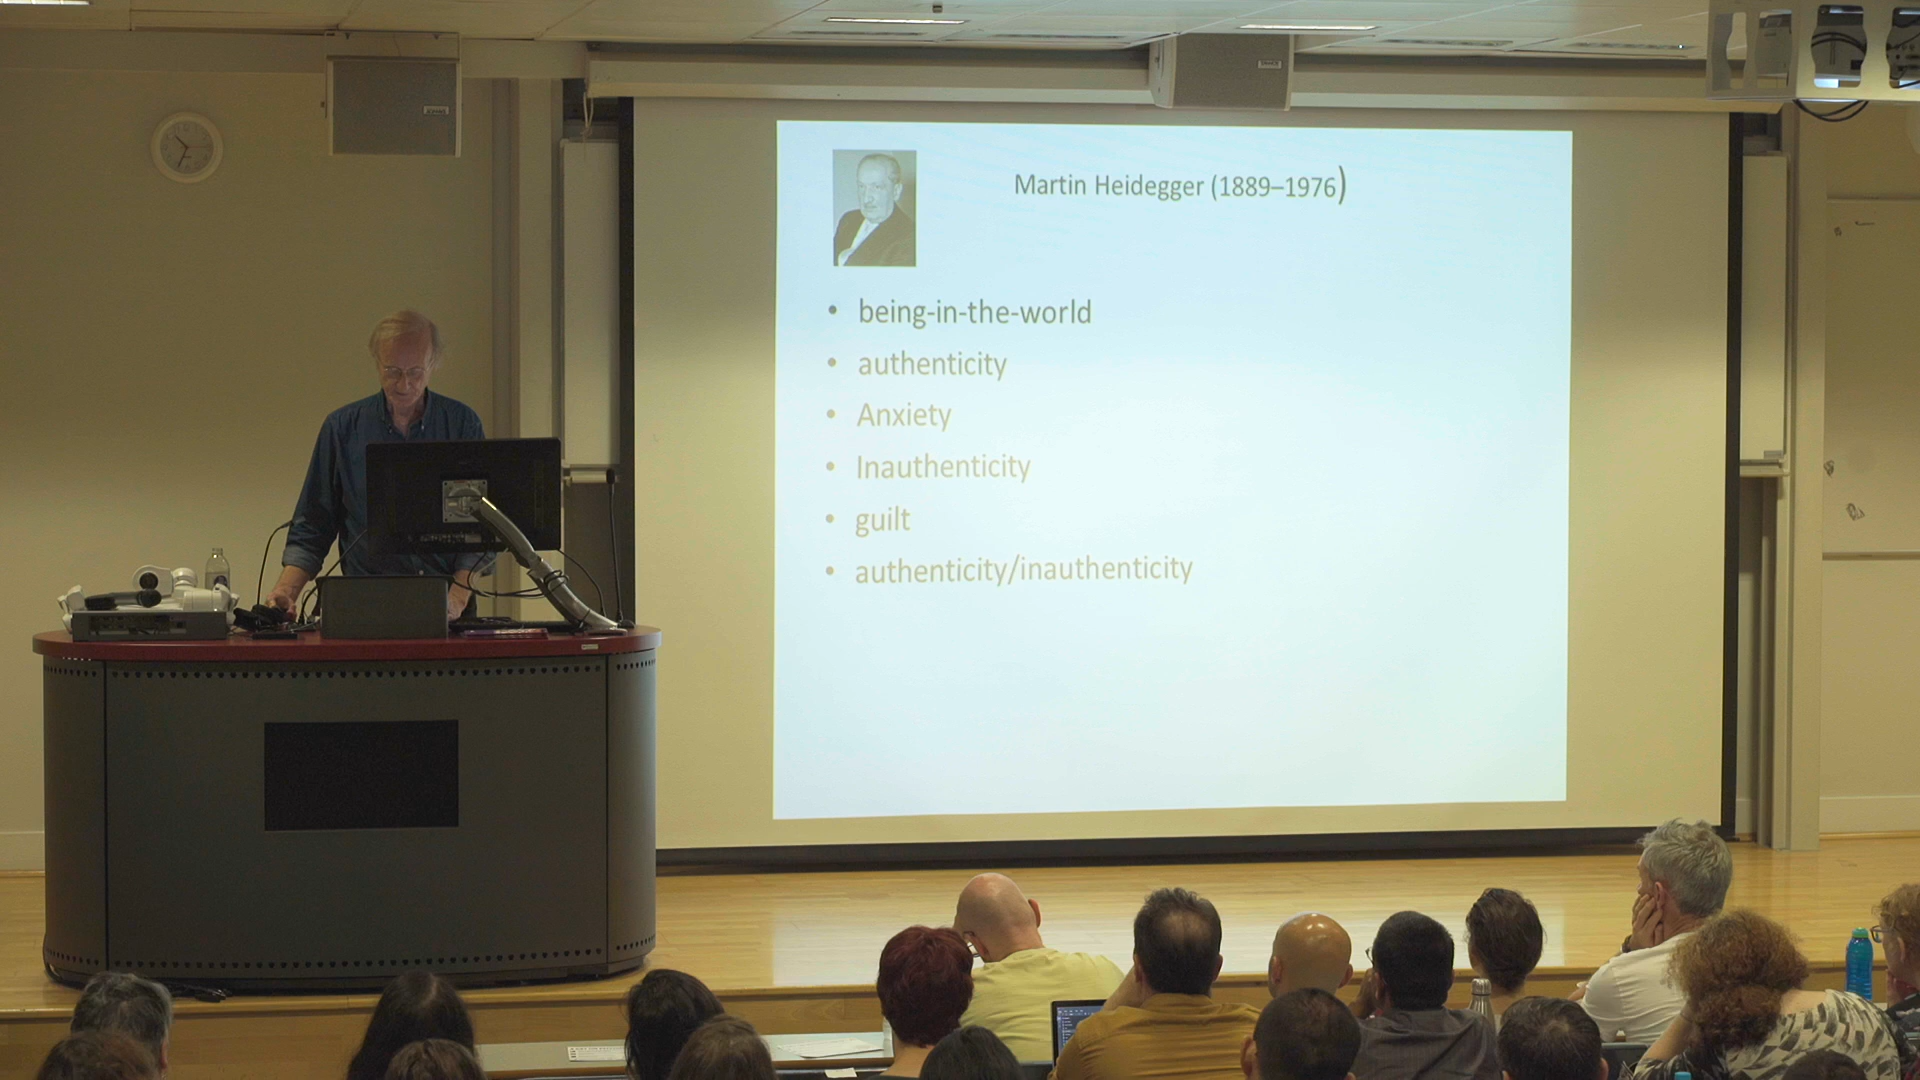 Martin Heidegger (1889–1976)
• being-in-the-world
• authenticity
• Anxiety
• Inauthenticity
• guilt
• authenticity/inauthenticity